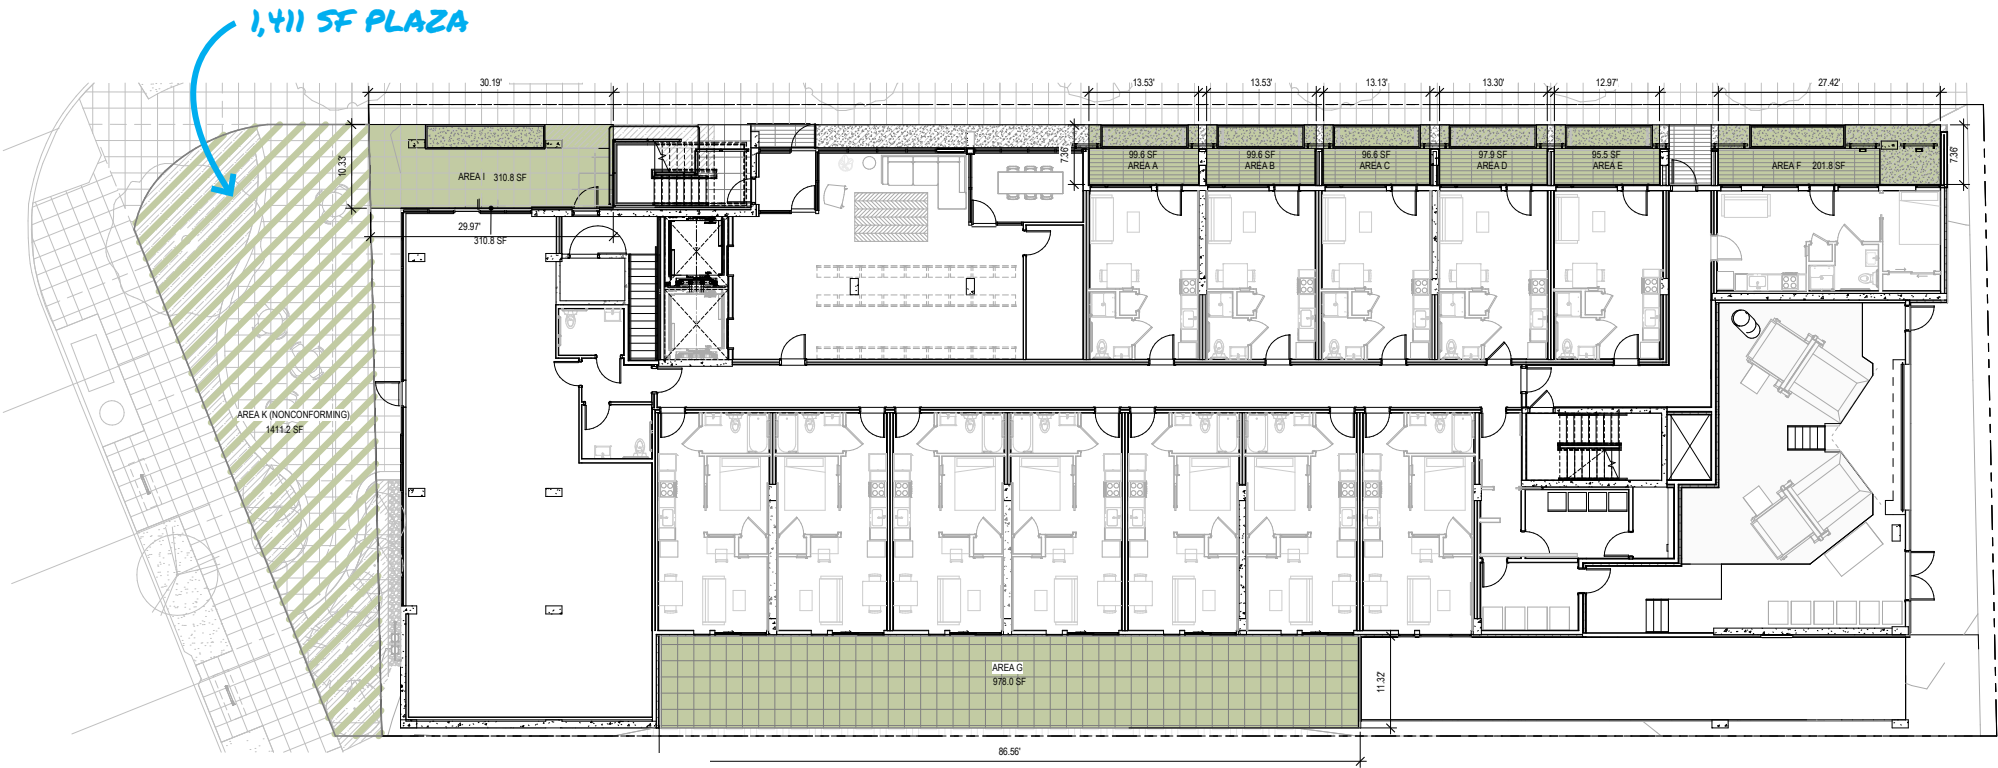 1,411 SF PLAZA
30.19'
13.53'
13.53'
13.13'
13.30'
12.97'
27.42'
10.33'
7.36'
7.36'
AREA I 310.8 SF
99.6 SF
AREA A
99.6 SF
AREA B
96.6 SF
AREA C
97.9 SF
AREA D
95.5 SF
AREA E
AREA F 201.8 SF
29.97'
310.8 SF
AREA K (NONCONFORMING)
1411.2 SF
AREA G
978.0 SF
11.32'
86.56'